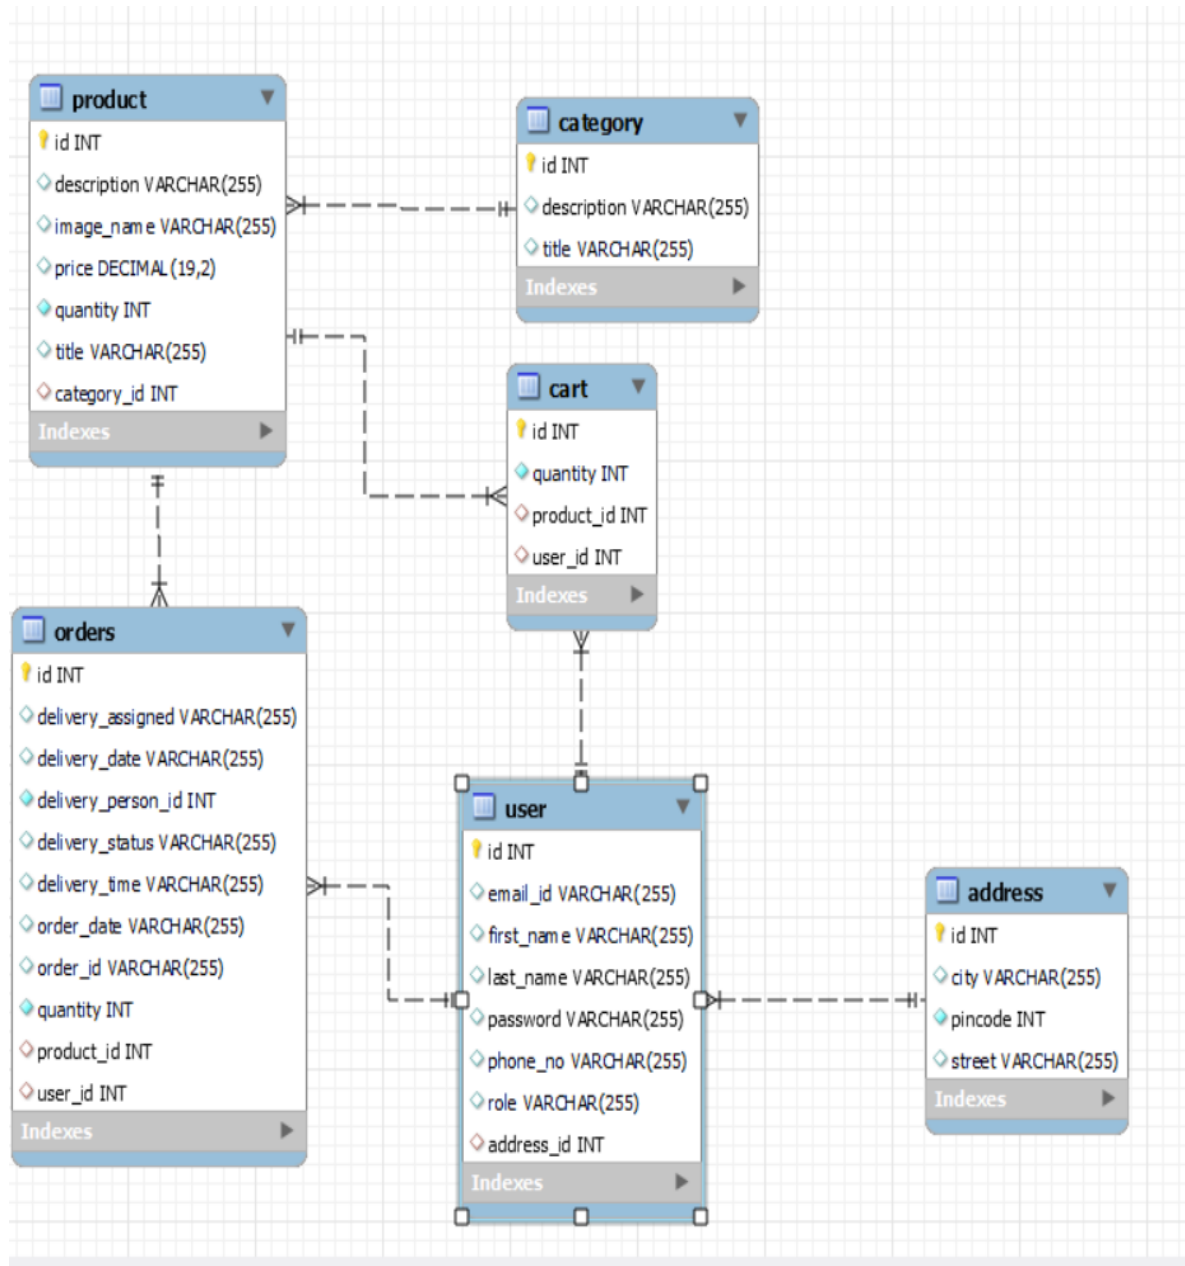 product
id INT
description VARCHAR(255)
image_name VARCHAR(255)
price DECIMAL(19,2)
quantity INT
title VARCHAR(255)
category_id INT
Indexes
category
id INT
description VARCHAR(255)
title VARCHAR(255)
Indexes
cart
id INT
quantity INT
product_id INT
user_id INT
Indexes
orders
id INT
delivery_assigned VARCHAR(255)
delivery_date VARCHAR(255)
delivery_person_id INT
delivery_status VARCHAR(255)
delivery_time VARCHAR(255)
order_date VARCHAR(255)
order_id VARCHAR(255)
quantity INT
product_id INT
user_id INT
Indexes
user
id INT
email_id VARCHAR(255)
first_name VARCHAR(255)
last_name VARCHAR(255)
password VARCHAR(255)
phone_no VARCHAR(255)
role VARCHAR(255)
address_id INT
Indexes
address
id INT
city VARCHAR(255)
pincode INT
street VARCHAR(255)
Indexes